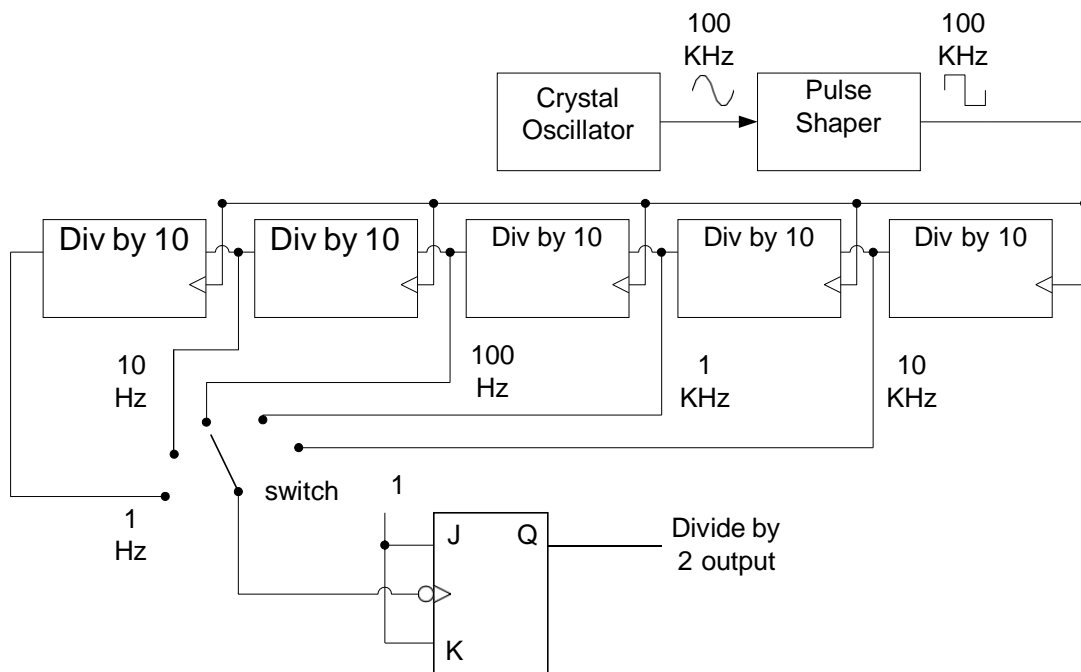 100
KHz
100
KHz
Crystal
Oscillator
Pulse
Shaper
Div by 10
Div by 10
Div by 10
Div by 10
Div by 10
10
Hz
100
Hz
1
KHz
10
KHz
switch
1
1
Hz
J
Q
Divide by
2 output
K